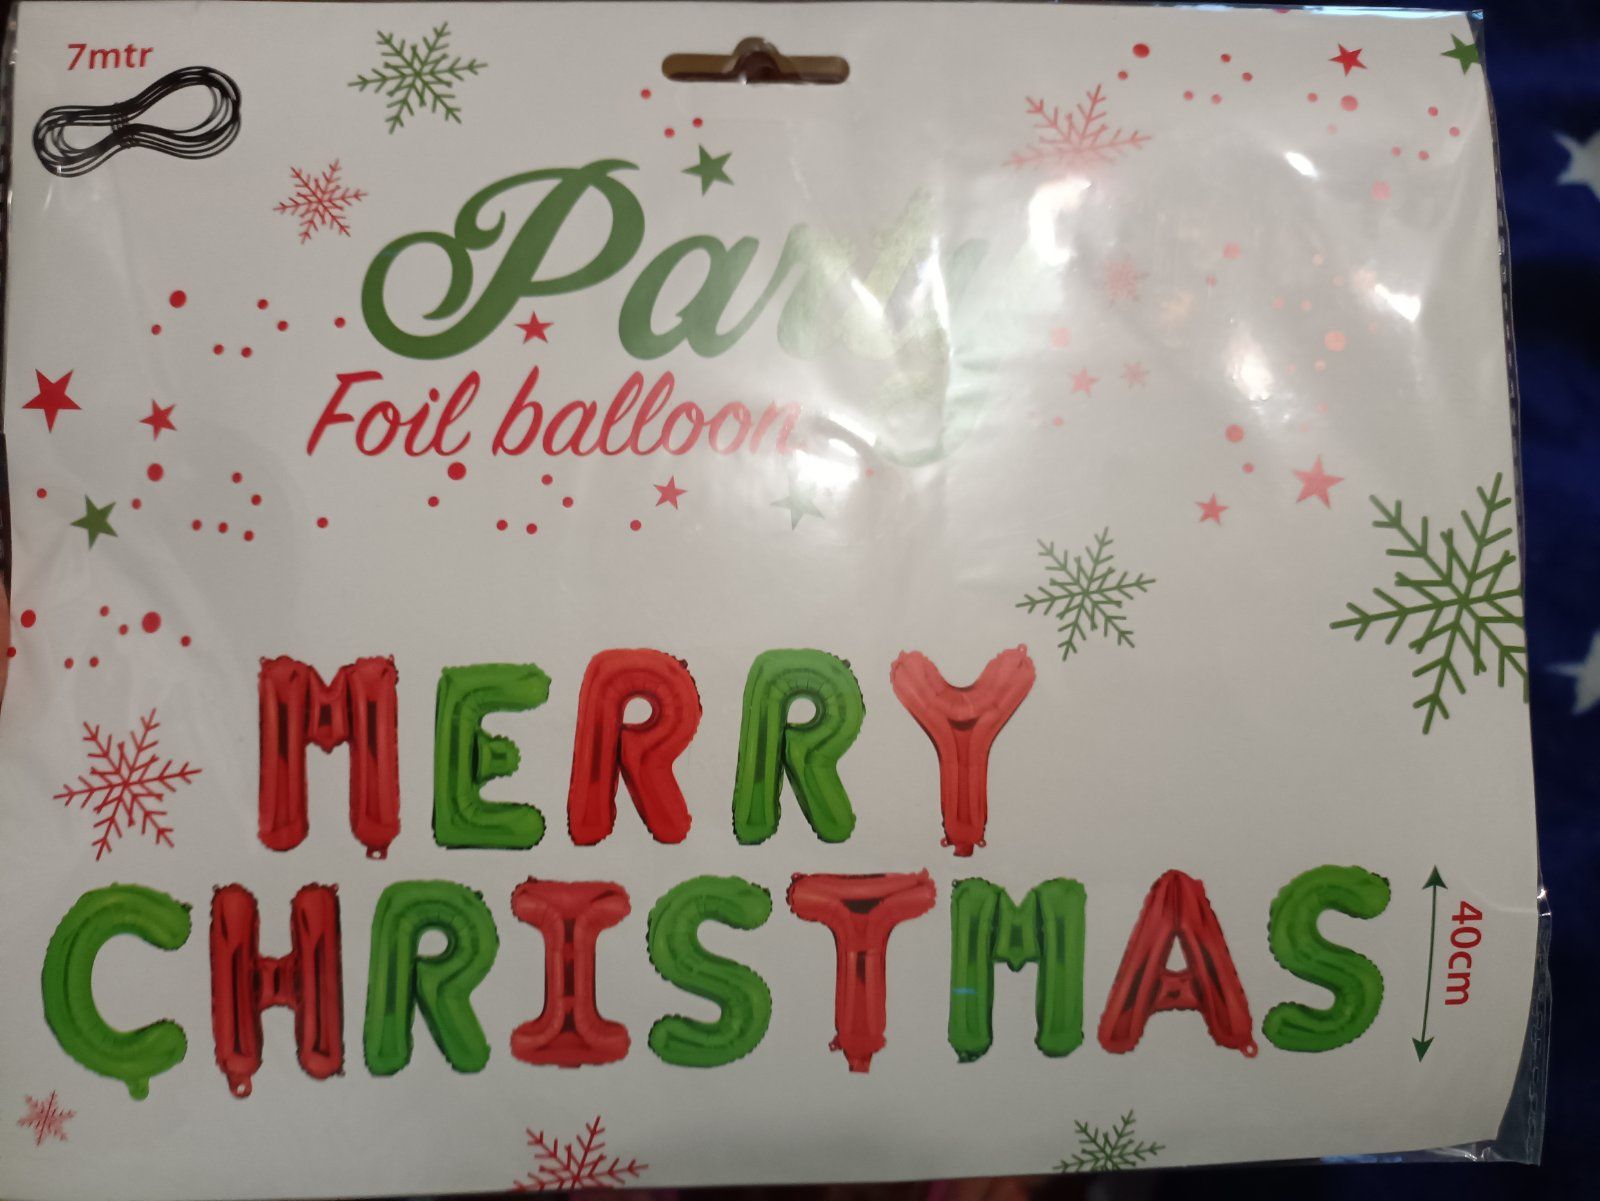 7mtr
Party
Foil balloon
MERRY
CHRISTMAS
40cm